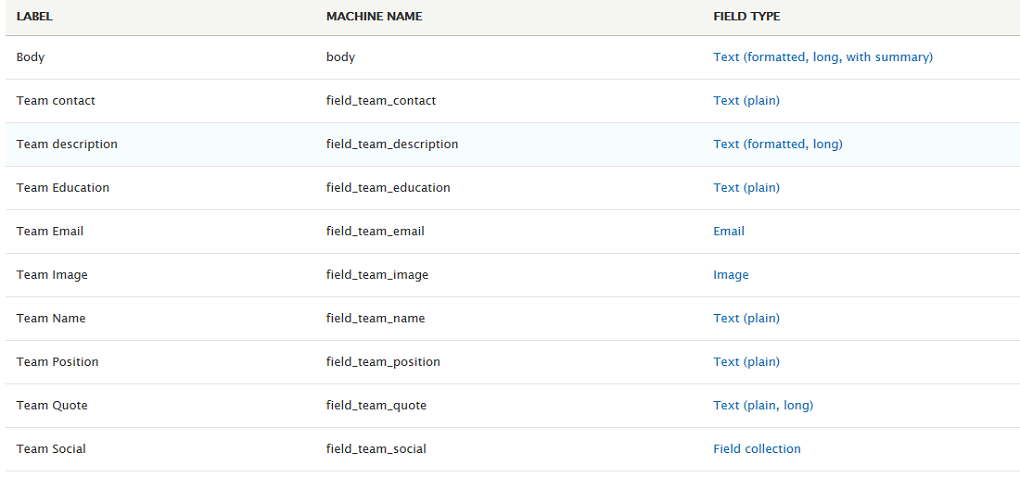 LABEL MACHINE NAME FIELD TYPE
Body body Text (formatted, long, with summary)
Team contact field_team_contact Text (plain)
Team description field_team_description Text (formatted, long)
Team Education field_team_education Text (plain)
Team Email field_team_email Email
Team Image field_team_image Image
Team Name field_team_name Text (plain)
Team Position field_team_position Text (plain)
Team Quote field_team_quote Text (plain, long)
Team Social field_team_social Field collection